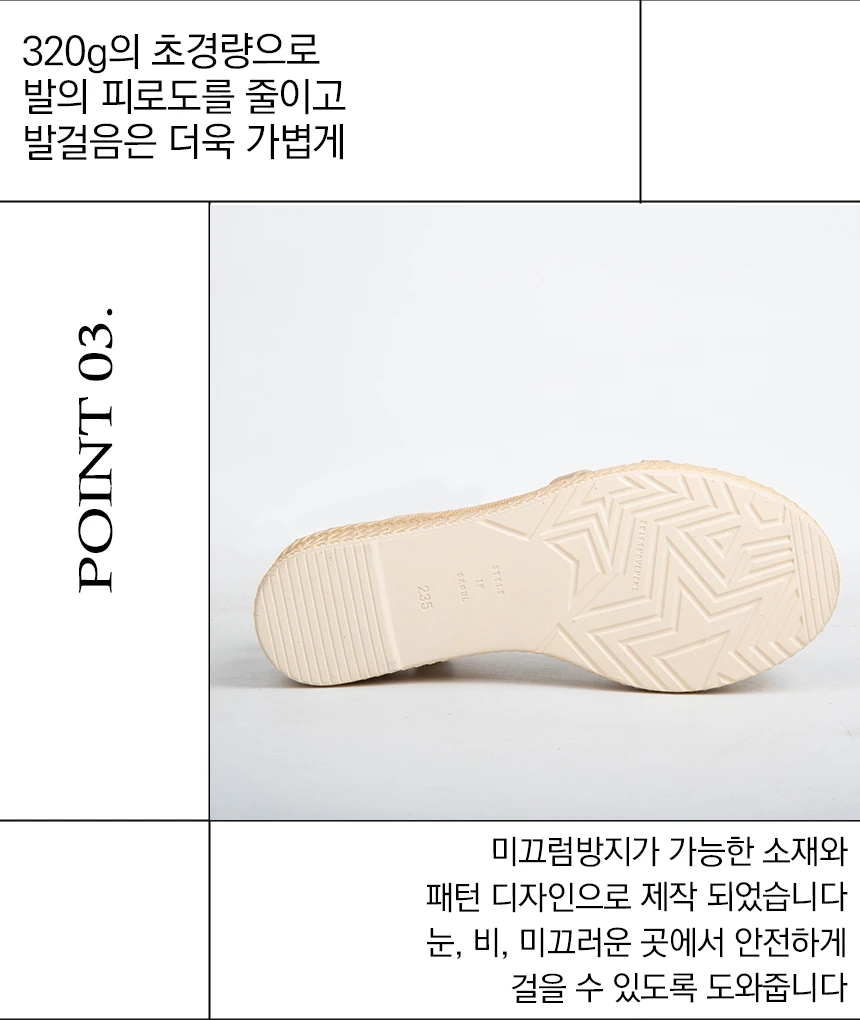 320g의 초경량으로
발의 피로도를 줄이고
발걸음은 더욱 가볍게
POINT 03.
STYLE
IF
SEOUL
235
미끄럼방지가 가능한 소재와
패턴 디자인으로 제작 되었습니다
눈, 비, 미끄러운 곳에서 안전하게
걸을 수 있도록 도와줍니다